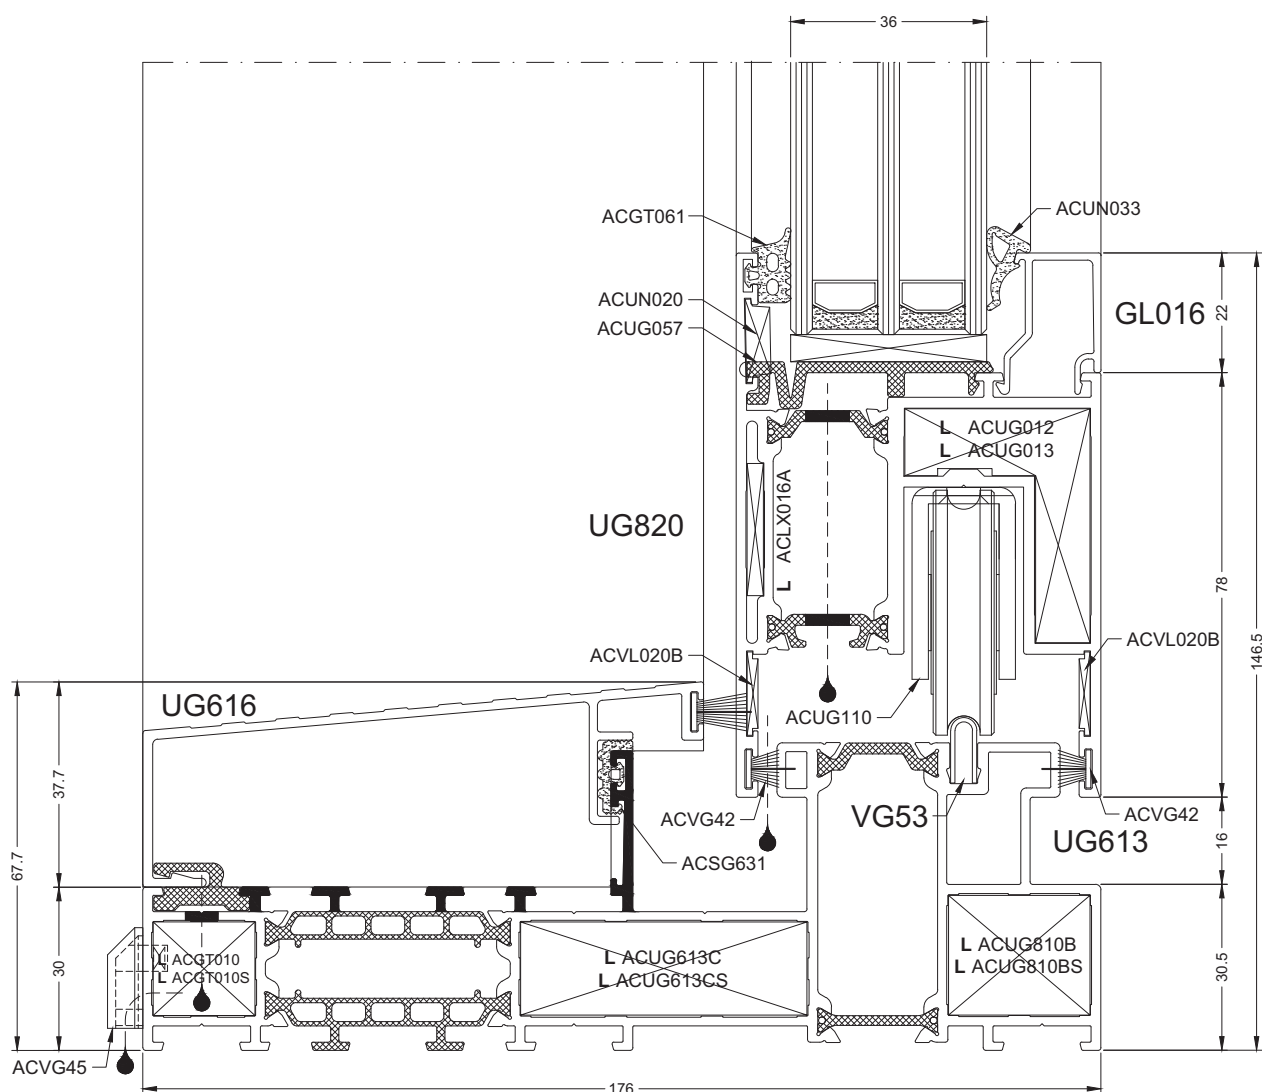 36
ACGT061
ACUN033
ACUN020
GL016
22
ACUG057
L ACUG012
L ACUG013
UG820
L ACLX016A
78
146.5
ACVL020B
ACVL020B
UG616
ACUG110
37.7
67.7
ACVG42
VG53
ACVG42
UG613
16
ACSG631
L ACGT010
L ACGT010S
L ACUG613C
L ACUG613CS
L ACUG810B
L ACUG810BS
30
30.5
ACVG45
176